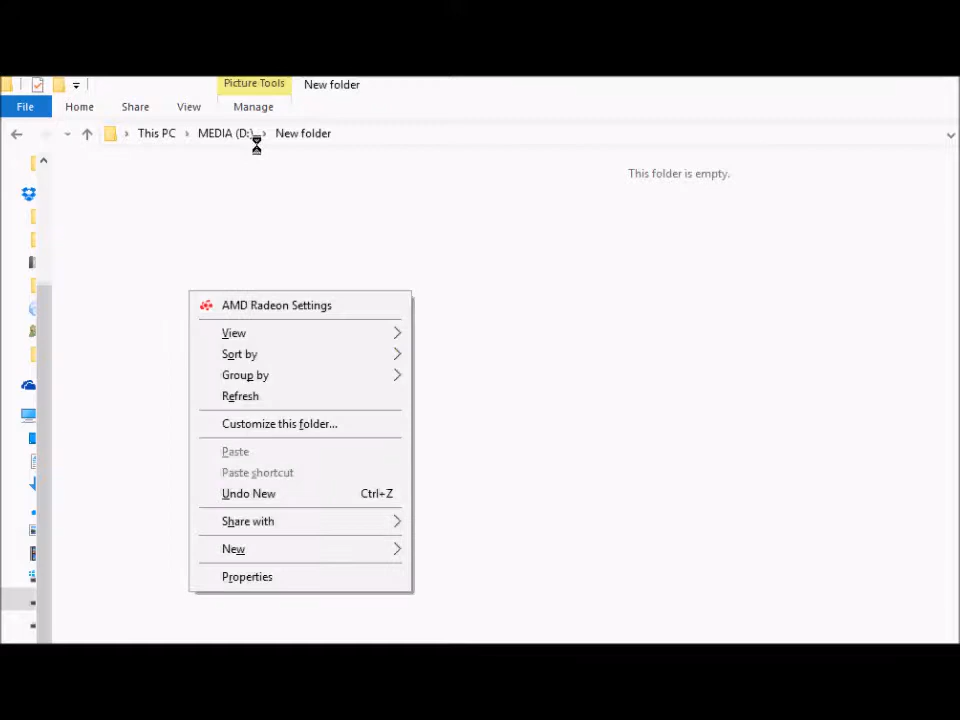 Picture Tools New folder
File Home Share View Manage
This PC MEDIA (D:) New folder
This folder is empty.
AMD Radeon Settings
View
Sort by
Group by
Refresh
Customize this folder...
Paste
Paste shortcut
Undo New Ctrl+Z
Share with
New
Properties